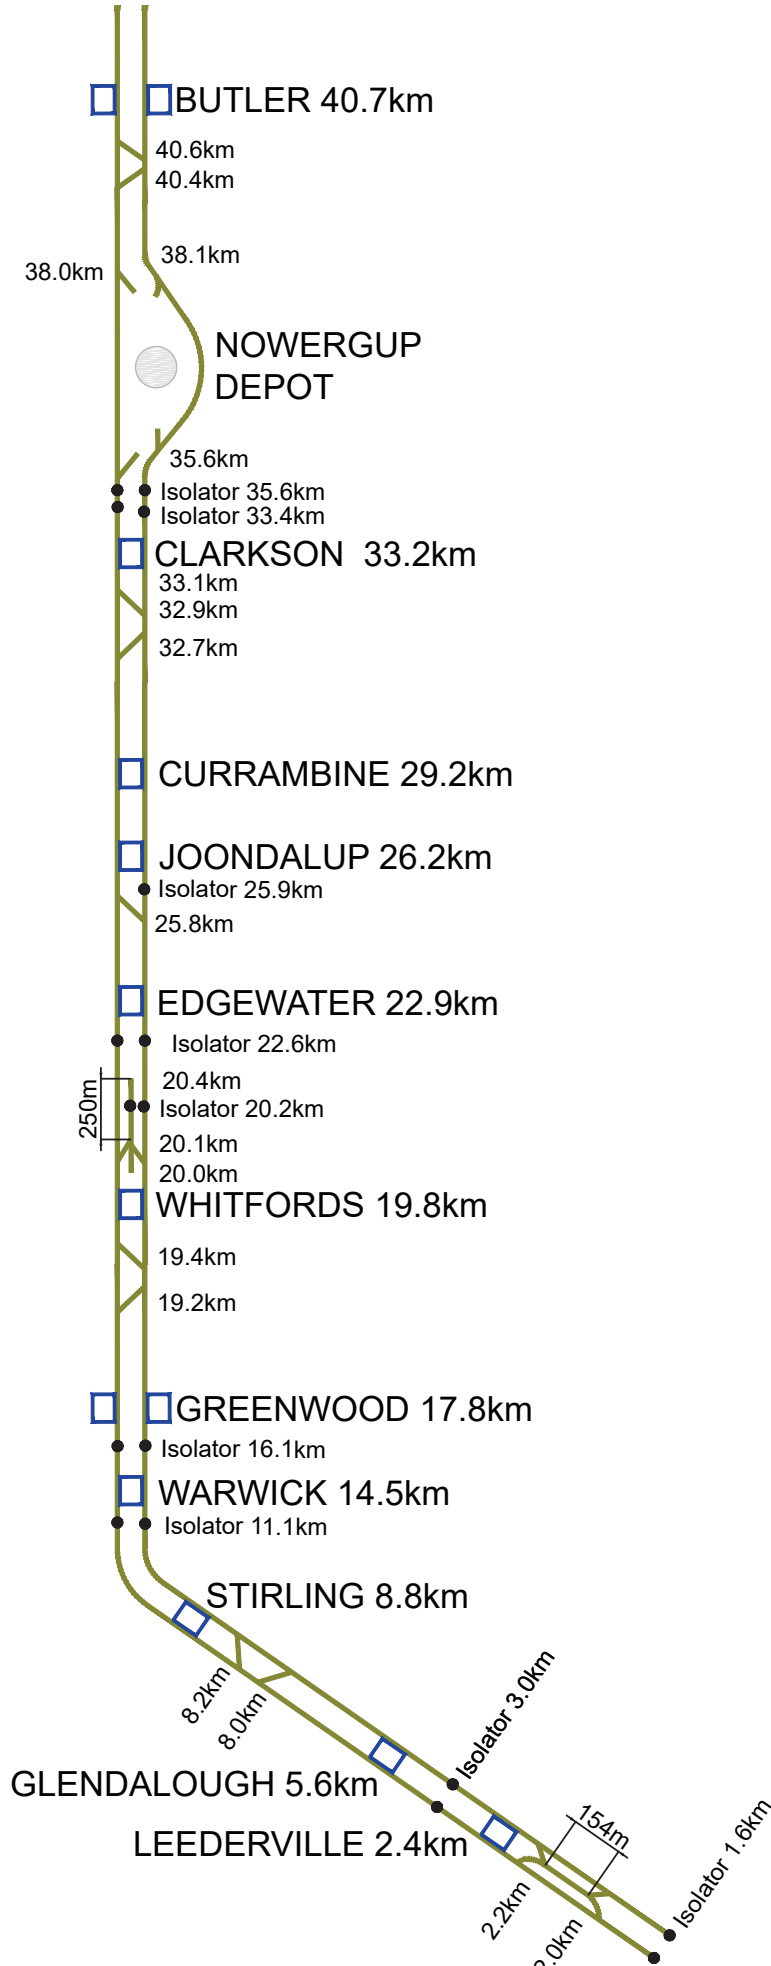 BUTLER 40.7km
40.6km
40.4km
38.1km
38.0km
NOWERGUP
DEPOT
35.6km
Isolator 35.6km
Isolator 33.4km
CLARKSON 33.2km
33.1km
32.9km
32.7km
CURRAMBINE 29.2km
JOONDALUP 26.2km
Isolator 25.9km
25.8km
EDGEWATER 22.9km
Isolator 22.6km
20.4km
250m
Isolator 20.2km
20.1km
20.0km
WHITFORDS 19.8km
19.4km
19.2km
GREENWOOD 17.8km
Isolator 16.1km
WARWICK 14.5km
Isolator 11.1km
STIRLING 8.8km
8.2km
8.0km
Isolator 3.0km
GLENDALOUGH 5.6km
LEEDERVILLE 2.4km
154m
Isolator 1.6km
2.2km
2.0km